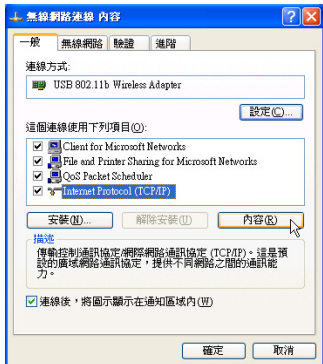 無線網路連線 內容
一般 無線網路 驗證 進階
連線方式:
USB 802.11b Wireless Adapter
設定(C)...
這個連線使用下列項目(O):
Client for Microsoft Networks
File and Printer Sharing for Microsoft Networks
QoS Packet Scheduler
Internet Protocol (TCP/IP)
安裝(N)... 解除安裝(U) 內容(R)
描述
傳輸控制通訊協定/網際網路通訊協定 (TCP/IP)。這是預
設的廣域網路通訊協定，提供不同網路之間的通訊能
力。
連線後，將圖示顯示在通知區域內(W)
確定 取消